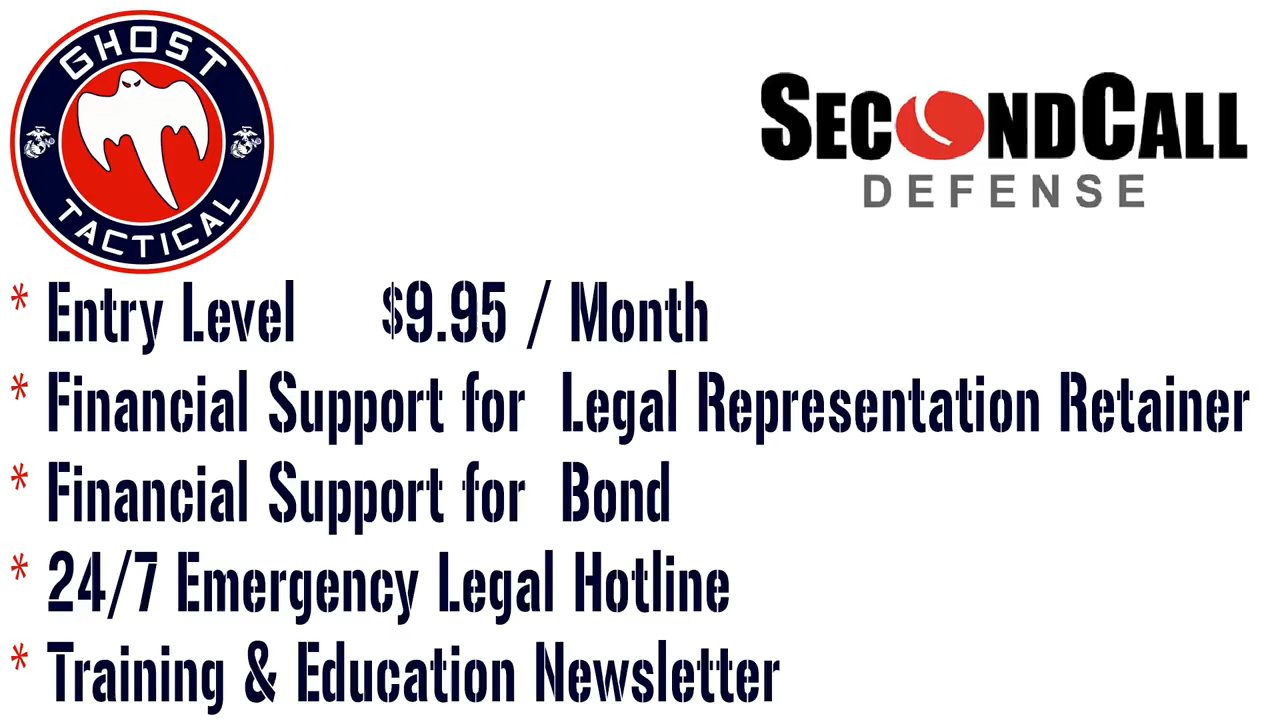 GHOST
TACTICAL
SECONDCALL
DEFENSE
* Entry Level $9.95 / Month
* Financial Support for Legal Representation Retainer
* Financial Support for Bond
* 24/7 Emergency Legal Hotline
* Training & Education Newsletter